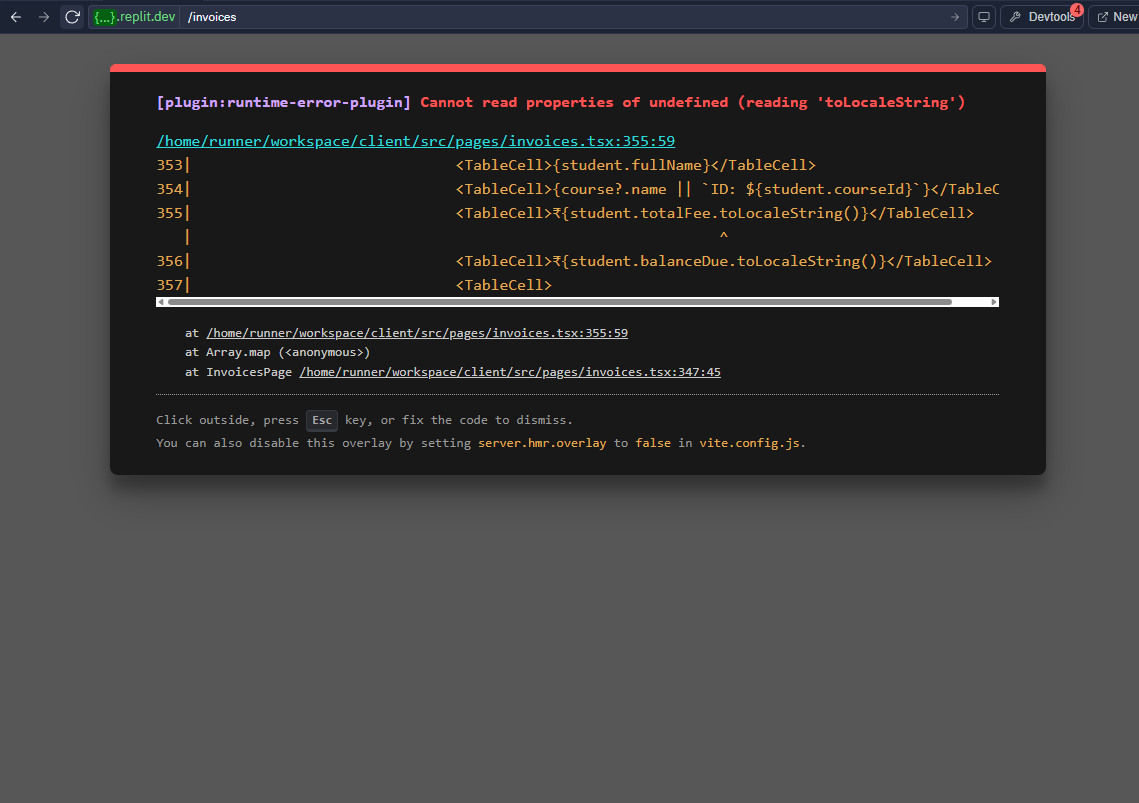 {...}.replit.dev /invoices Devtools 4 New
[plugin:runtime-error-plugin] Cannot read properties of undefined (reading 'toLocaleString')
/home/runner/workspace/client/src/pages/invoices.tsx:355:59
353|                              <TableCell>{student.fullName}</TableCell>
354|                              <TableCell>{course?.name || `ID: ${student.courseId}`}</TableC
355|                              <TableCell>₹{student.totalFee.toLocaleString()}</TableCell>
   |                                                           ^
356|                              <TableCell>₹{student.balanceDue.toLocaleString()}</TableCell>
357|                              <TableCell>
at /home/runner/workspace/client/src/pages/invoices.tsx:355:59
at Array.map (<anonymous>)
at InvoicesPage /home/runner/workspace/client/src/pages/invoices.tsx:347:45
Click outside, press Esc key, or fix the code to dismiss.
You can also disable this overlay by setting server.hmr.overlay to false in vite.config.js.